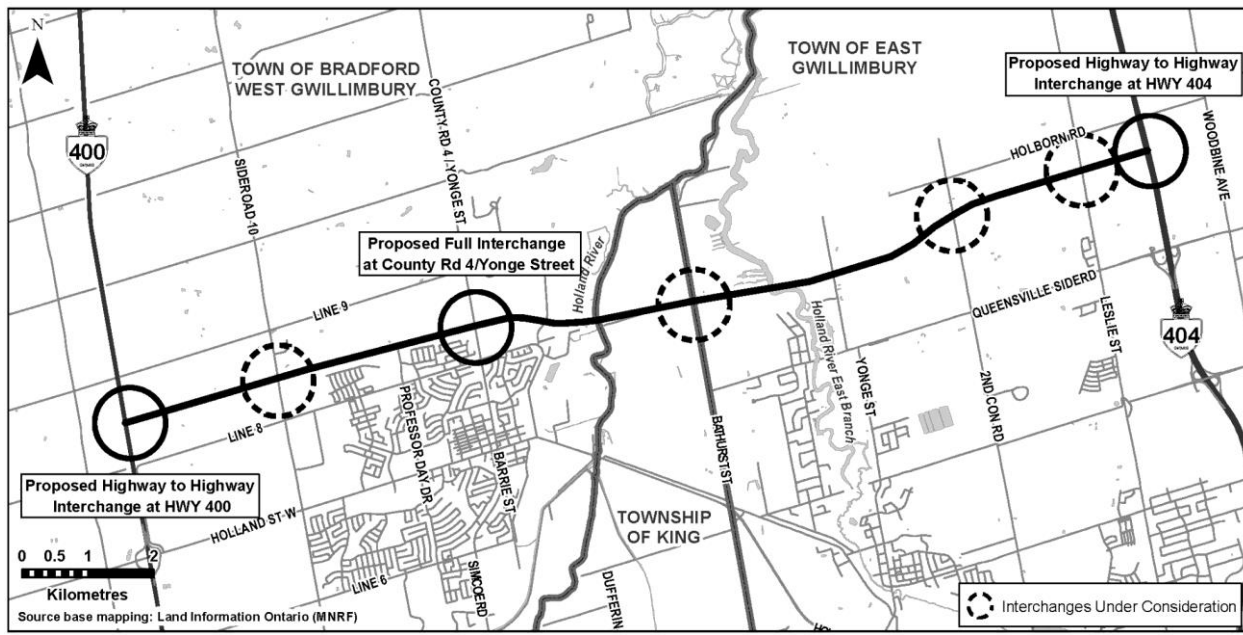 N
TOWN OF BRADFORD
WEST GWILLIMBURY
COUNTY RD 4 / YONGE ST.
TOWN OF EAST
GWILLIMBURY
Proposed Highway to Highway
Interchange at HWY 404
400
ONTARIO
SIDEROAD 10
HOLBORN RD
WOODBINE AVE
Proposed Full Interchange
at County Rd 4/Yonge Street
Holland River
LINE 9
QUEENSVILLE SIDERD
LESLIE ST
404
ONTARIO
LINE 8
PROFESSOR DAY DR
BARRIE ST
BATHURST ST
Holland River East Branch
YONGE ST
2ND CON RD
Proposed Highway to Highway
Interchange at HWY 400
HOLLAND ST W
TOWNSHIP
OF KING
0 0.5 1 2
Kilometres
LINE 6
SIMCOERD
DUFFERIN
Interchanges Under Consideration
Source base mapping: Land Information Ontario (MNRF)